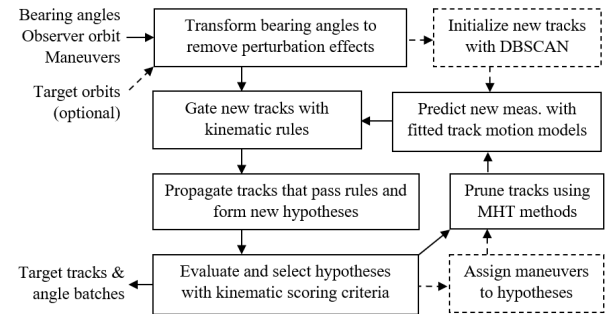 Bearing angles
Observer orbit
Maneuvers
Target orbits
(optional)
Transform bearing angles to
remove perturbation effects
Initialize new tracks
with DBSCAN
Gate new tracks with
kinematic rules
Predict new meas. with
fitted track motion models
Propagate tracks that pass rules and
form new hypotheses
Prune tracks using
MHT methods
Target tracks &
angle batches
Evaluate and select hypotheses
with kinematic scoring criteria
Assign maneuvers
to hypotheses